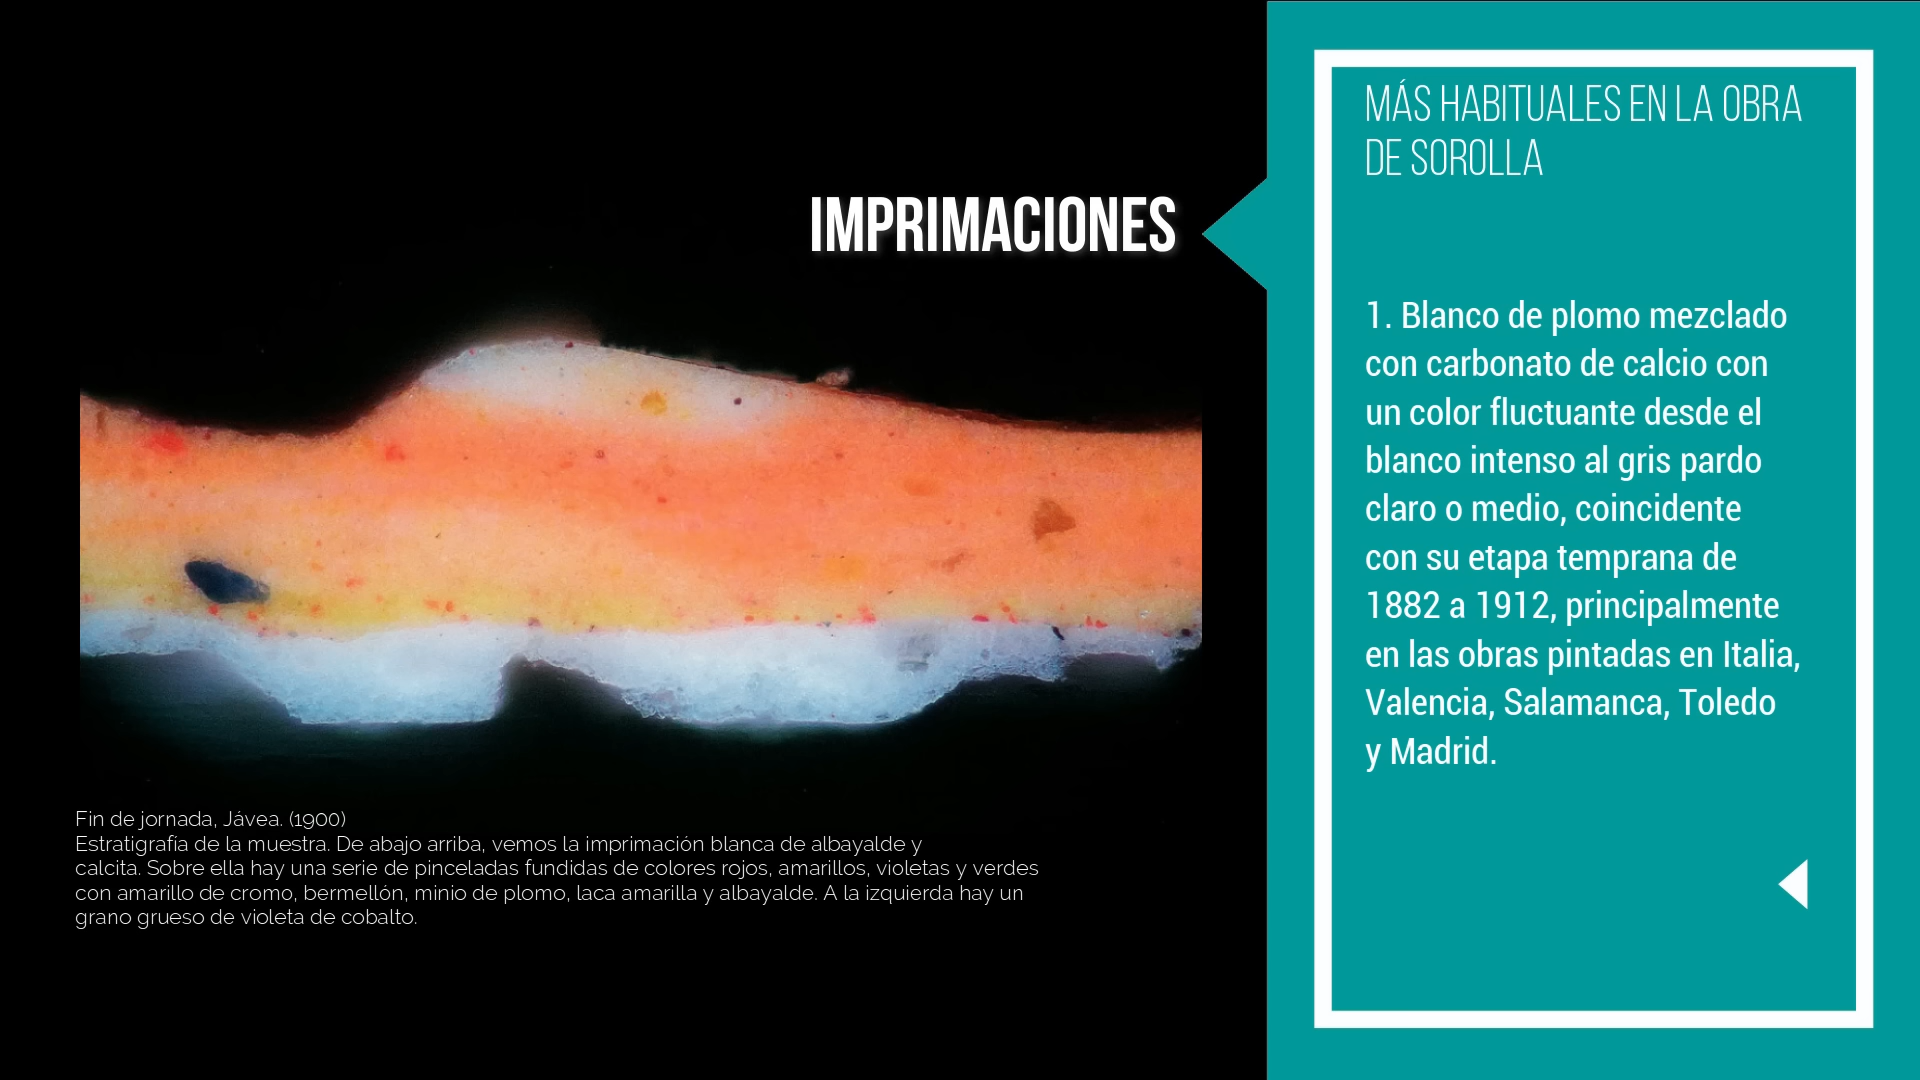 IMPRIMACIONES
MÁS HABITUALES EN LA OBRA
DE SOROLLA
1. Blanco de plomo mezclado
con carbonato de calcio con
un color fluctuante desde el
blanco intenso al gris pardo
claro o medio, coincidente
con su etapa temprana de
1882 a 1912, principalmente
en las obras pintadas en Italia,
Valencia, Salamanca, Toledo
y Madrid.
Fin de jornada, Jávea. (1900)
Estratigrafía de la muestra. De abajo arriba, vemos la imprimación blanca de albayalde y
calcita. Sobre ella hay una serie de pinceladas fundidas de colores rojos, amarillos, violetas y verdes
con amarillo de cromo, bermellón, minio de plomo, laca amarilla y albayalde. A la izquierda hay un
grano grueso de violeta de cobalto.